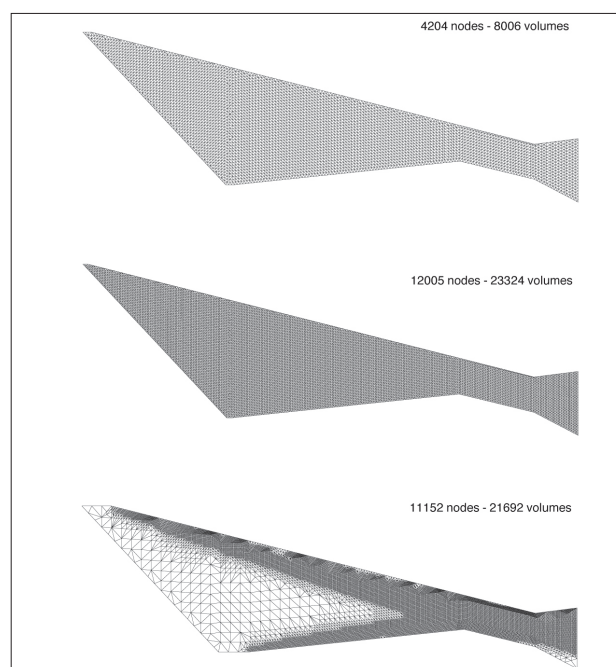 4204 nodes - 8006 volumes
12005 nodes - 23324 volumes
11152 nodes - 21692 volumes